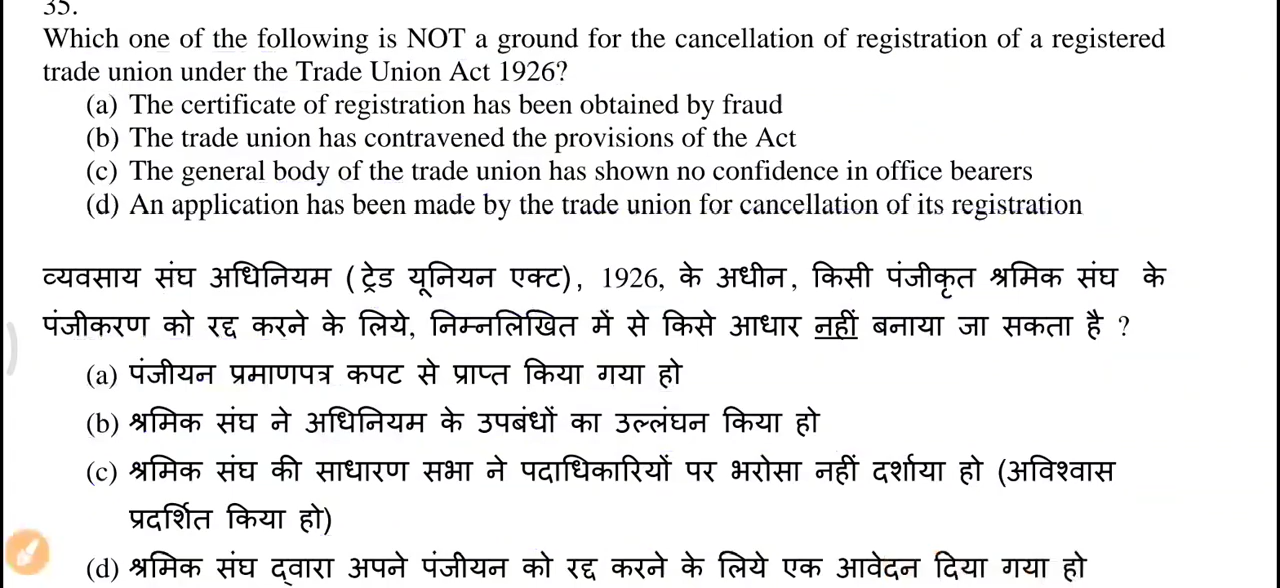 35.
Which one of the following is NOT a ground for the cancellation of registration of a registered
trade union under the Trade Union Act 1926?
(a) The certificate of registration has been obtained by fraud
(b) The trade union has contravened the provisions of the Act
(c) The general body of the trade union has shown no confidence in office bearers
(d) An application has been made by the trade union for cancellation of its registration
व्यवसाय संघ अधिनियम (ट्रेड यूनियन एक्ट), 1926, के अधीन, किसी पंजीकृत श्रमिक संघ के
पंजीकरण को रद्द करने के लिये, निम्नलिखित में से किसे आधार नहीं बनाया जा सकता है ?
(a) पंजीयन प्रमाणपत्र कपट से प्राप्त किया गया हो
(b) श्रमिक संघ ने अधिनियम के उपबंधों का उल्लंघन किया हो
(c) श्रमिक संघ की साधारण सभा ने पदाधिकारियों पर भरोसा नहीं दर्शाया हो (अविश्वास
प्रदर्शित किया हो)
(d) श्रमिक संघ द्वारा अपने पंजीयन को रद्द करने के लिये एक आवेदन दिया गया हो